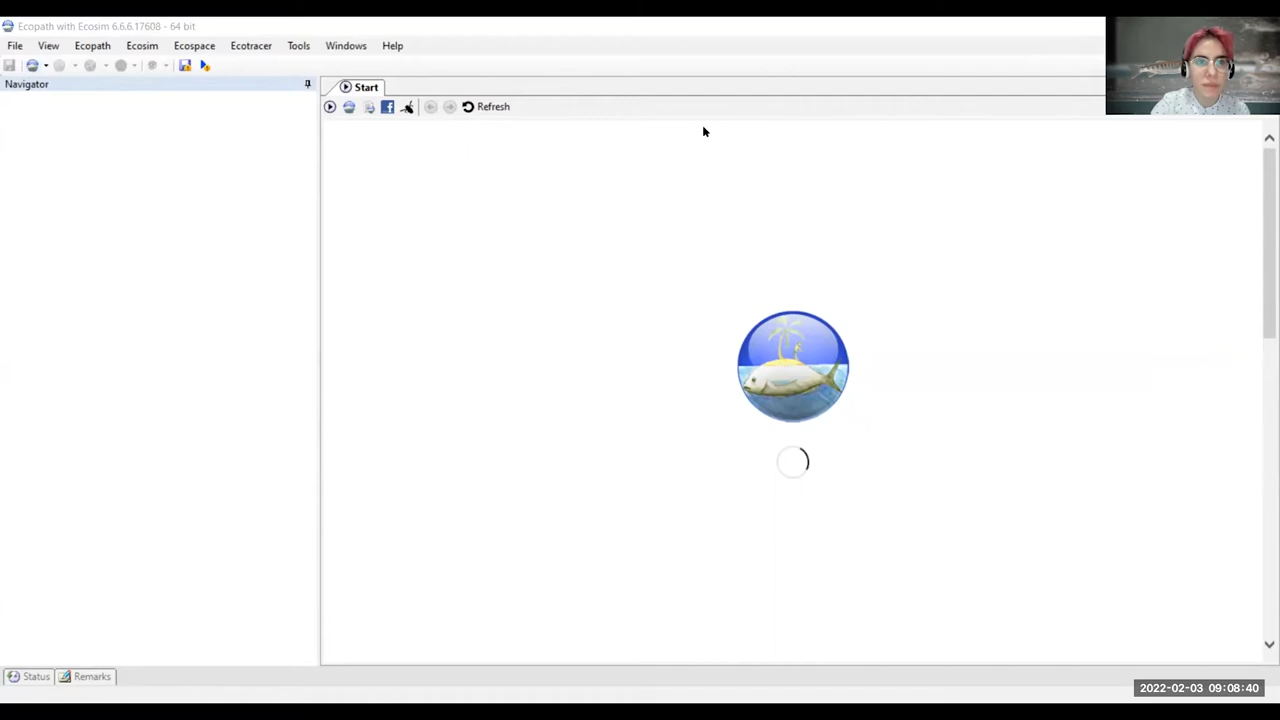 Ecopath with Ecosim 6.6.6.17608 - 64 bit
File View Ecopath Ecosim Ecospace Ecotracer Tools Windows Help
Navigator
Start
Refresh
Status Remarks
2022-02-03 09:08:40